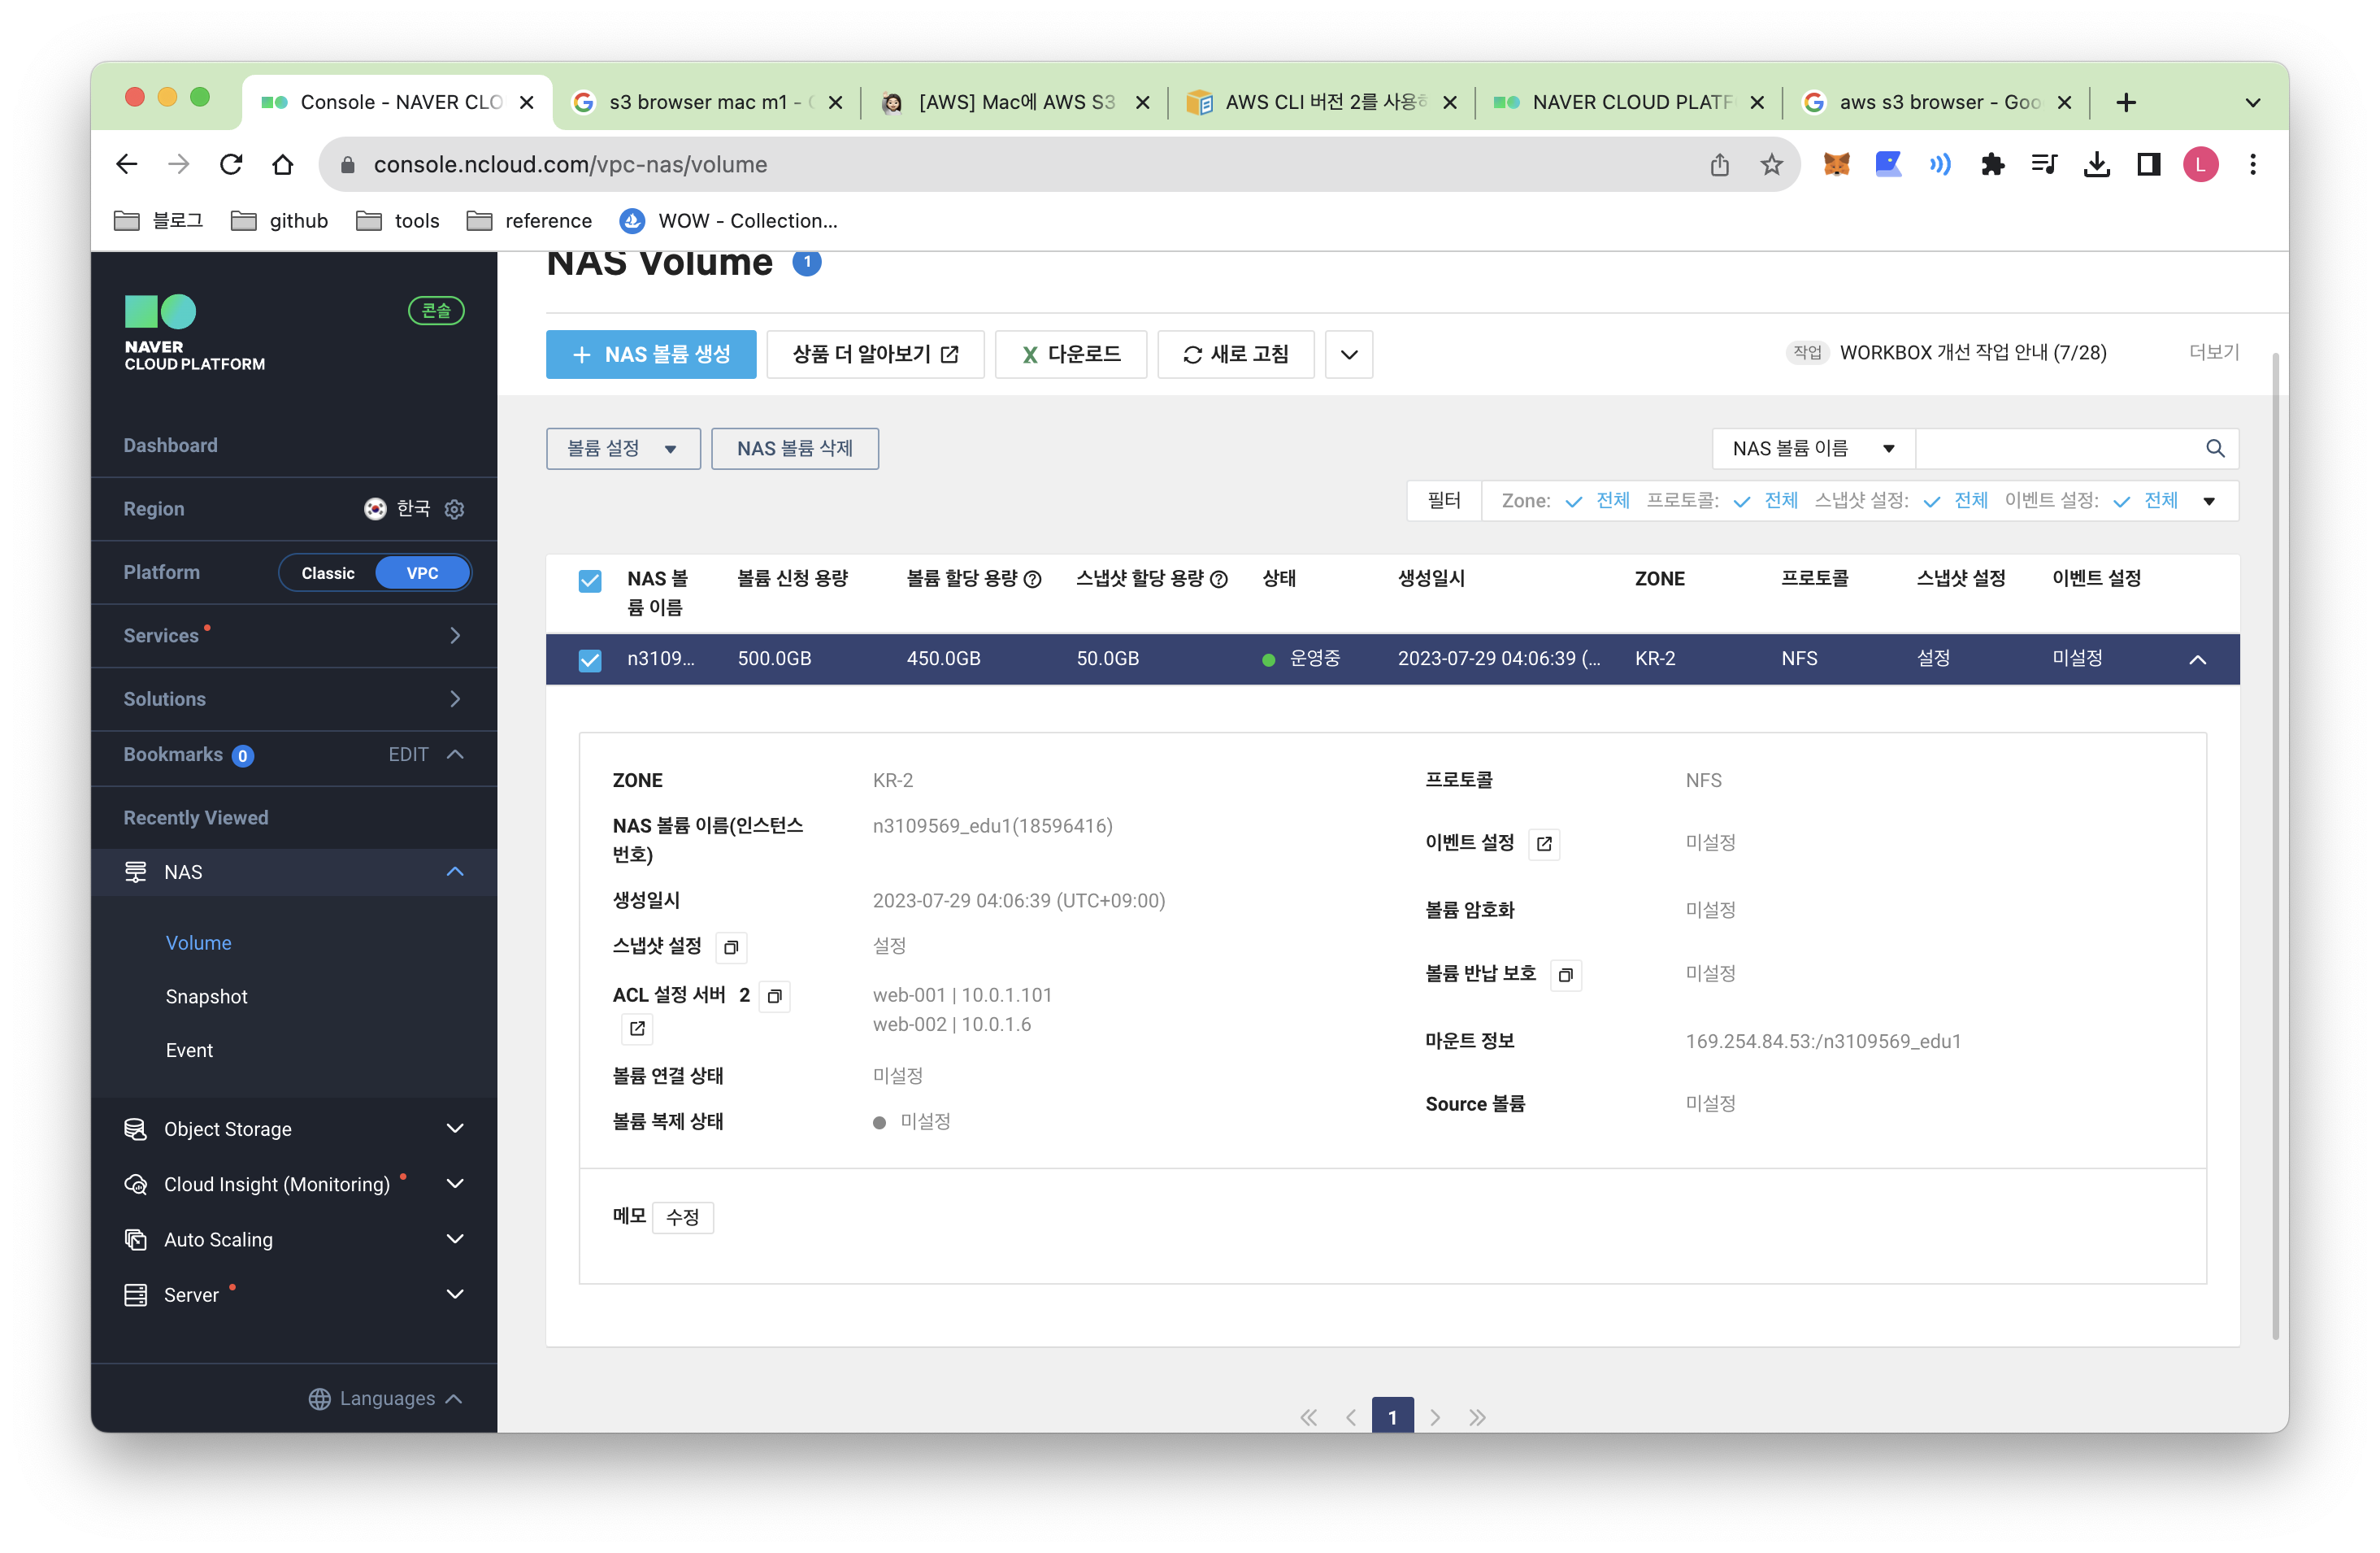 Console - NAVER CLO
s3 browser mac m1 -
[AWS] Mac에 AWS S3
AWS CLI 버전 2를 사용하
NAVER CLOUD PLATF
aws s3 browser - Goo
console.ncloud.com/vpc-nas/volume
L
블로그
github
tools
reference
WOW - Collection...
NAVER
CLOUD PLATFORM
콘솔
Dashboard
Region
한국
Platform
Classic
VPC
Services
Solutions
Bookmarks 0
EDIT
Recently Viewed
NAS
Volume
Snapshot
Event
Object Storage
Cloud Insight (Monitoring)
Auto Scaling
Server
Languages
NAS Volume 1
+ NAS 볼륨 생성
상품 더 알아보기
X 다운로드
새로 고침
작업 WORKBOX 개선 작업 안내 (7/28)
더보기
볼륨 설정
NAS 볼륨 삭제
NAS 볼륨 이름
필터
Zone: 전체 프로토콜: 전체 스냅샷 설정: 전체 이벤트 설정: 전체
NAS 볼
륨 이름
볼륨 신청 용량
볼륨 할당 용량
스냅샷 할당 용량
상태
생성일시
ZONE
프로토콜
스냅샷 설정
이벤트 설정
n3109... 500.0GB 450.0GB 50.0GB 운영중 2023-07-29 04:06:39 (... KR-2 NFS 설정 미설정
ZONE KR-2
NAS 볼륨 이름(인스턴스
번호)
n3109569_edu1(18596416)
생성일시 2023-07-29 04:06:39 (UTC+09:00)
스냅샷 설정 설정
ACL 설정 서버 2
web-001 | 10.0.1.101
web-002 | 10.0.1.6
볼륨 연결 상태 미설정
볼륨 복제 상태 미설정
프로토콜 NFS
이벤트 설정 미설정
볼륨 암호화 미설정
볼륨 반납 보호 미설정
마운트 정보 169.254.84.53:/n3109569_edu1
Source 볼륨 미설정
메모 수정
1